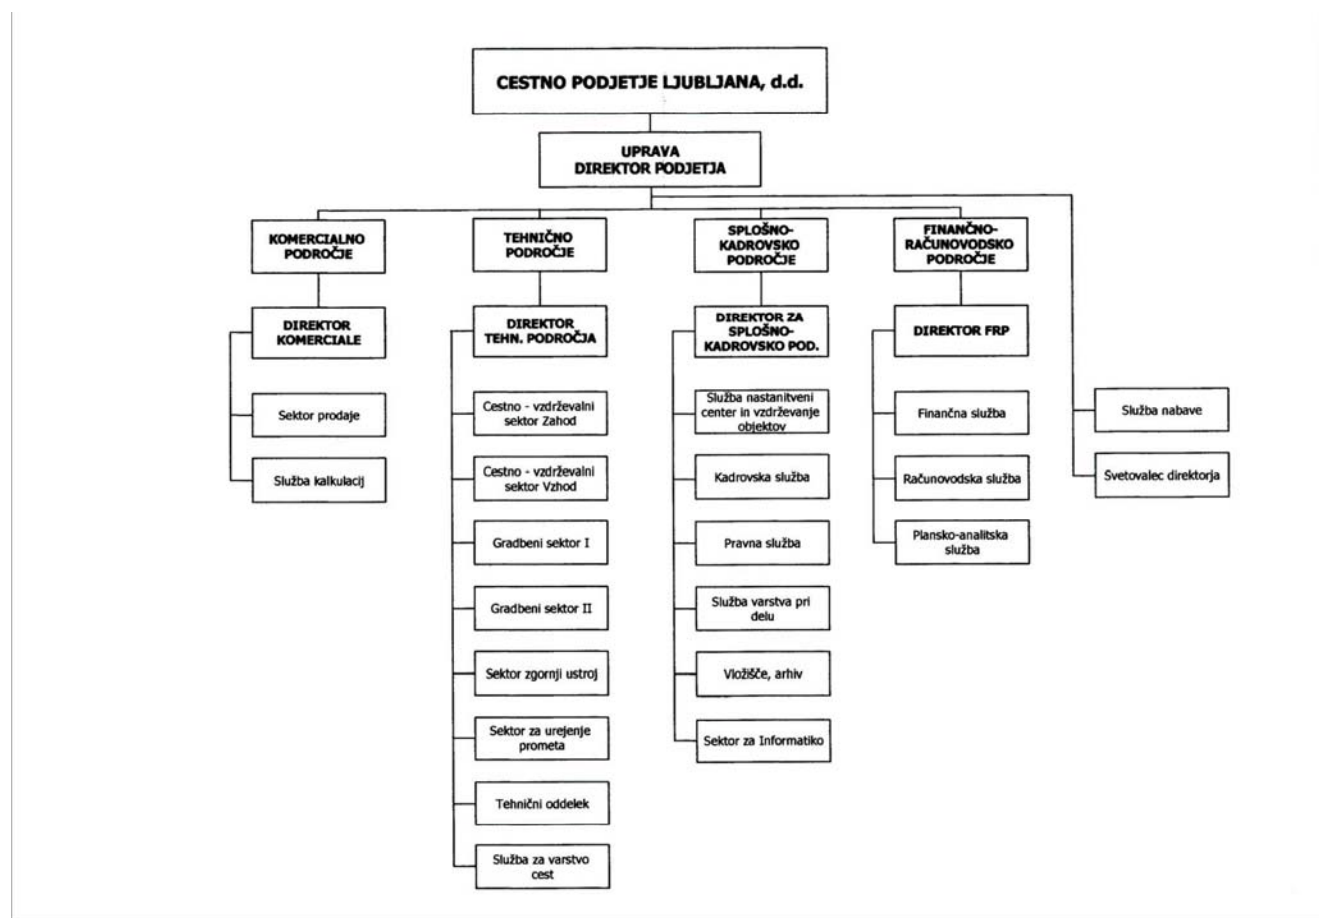 CESTNO PODJETJE LJUBLJANA, d.d.
UPRAVA
DIREKTOR PODJETJA
KOMERCIALNO
PODROČJE
TEHNIČNO
PODROČJE
SPLOŠNO-
KADROVSKO
PODROČJE
FINANČNO-
RAČUNOVODSKO
PODROČJE
DIREKTOR
KOMERCIALE
DIREKTOR
TEHN. PODROČJA
DIREKTOR ZA
SPLOŠNO-
KADROVSKO POD.
DIREKTOR FRP
Sektor prodaje
Služba kalkulacij
Cestno - vzdrževalni
sektor Zahod
Cestno - vzdrževalni
sektor Vzhod
Gradbeni sektor I
Gradbeni sektor II
Sektor zgornji ustroj
Sektor za urejenje
prometa
Tehnični oddelek
Služba za varstvo
cest
Služba nastanitveni
center in vzdrževanje
objektov
Kadrovska služba
Pravna služba
Služba varstva pri
delu
Vložišče, arhiv
Sektor za Informatiko
Finančna služba
Računovodska služba
Plansko-analitska
služba
Služba nabave
Svetovalec direktorja